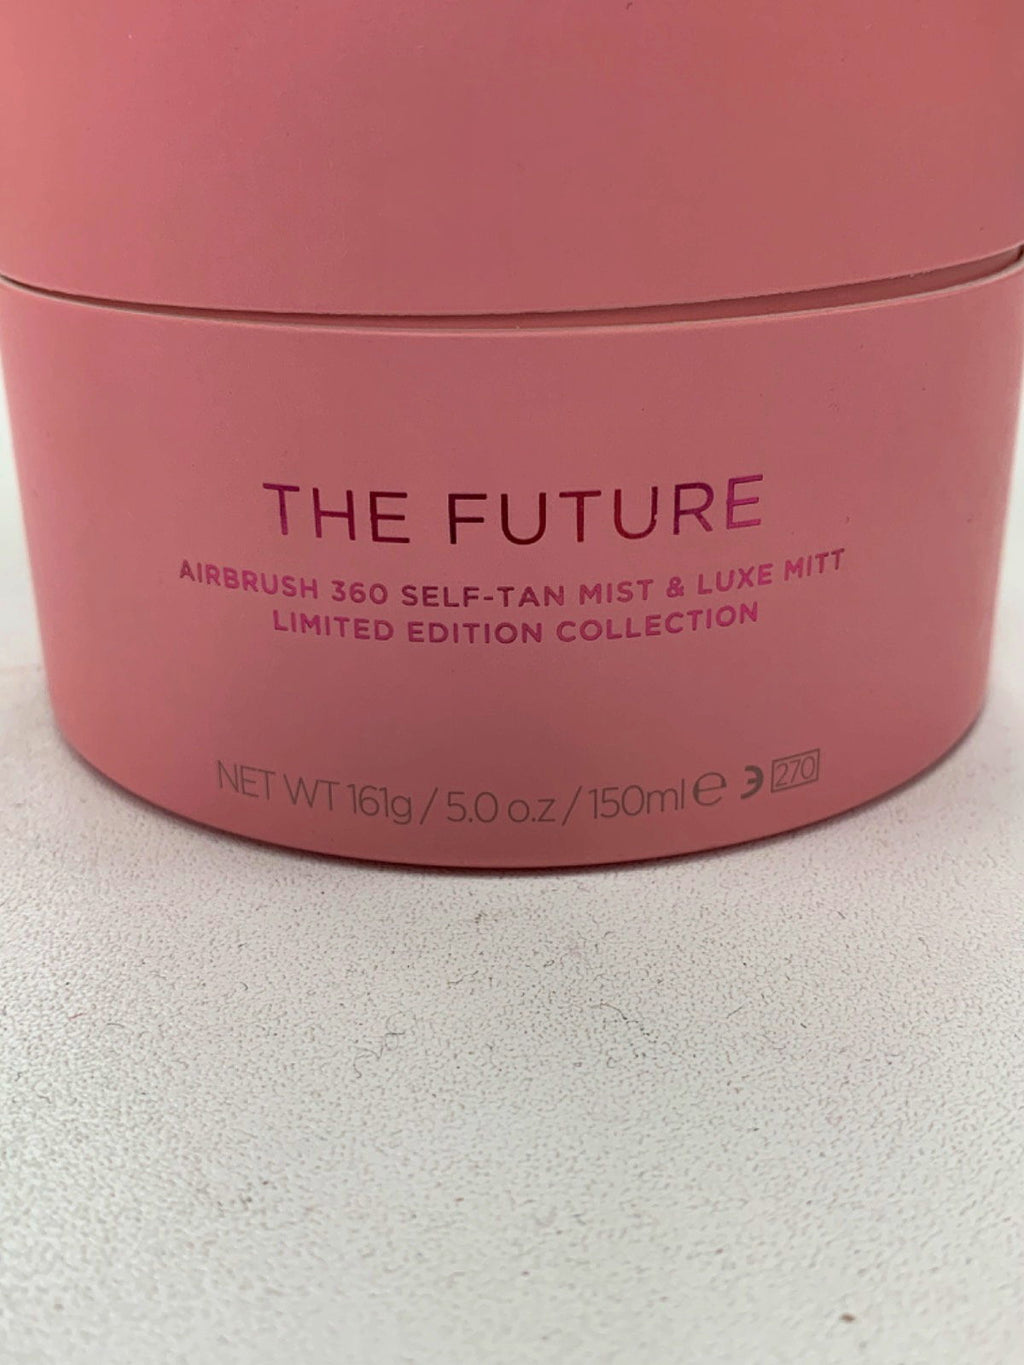 THE FUTURE
AIRBRUSH 360 SELF-TAN MIST & LUXE MITT
LIMITED EDITION COLLECTION
NET WT 161g / 5.0 o.z / 150ml e 3 270